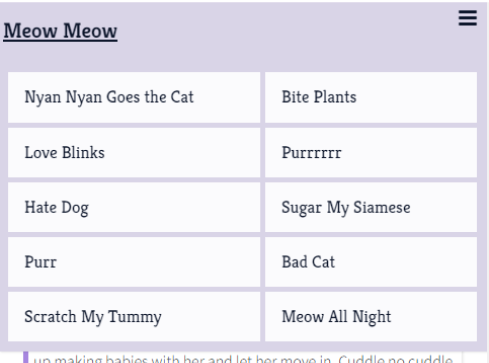 Meow Meow
Nyan Nyan Goes the Cat
Bite Plants
Love Blinks
Purrrrrr
Hate Dog
Sugar My Siamese
Purr
Bad Cat
Scratch My Tummy
Meow All Night
up making babies with her and let her move in. Cuddle no cuddle